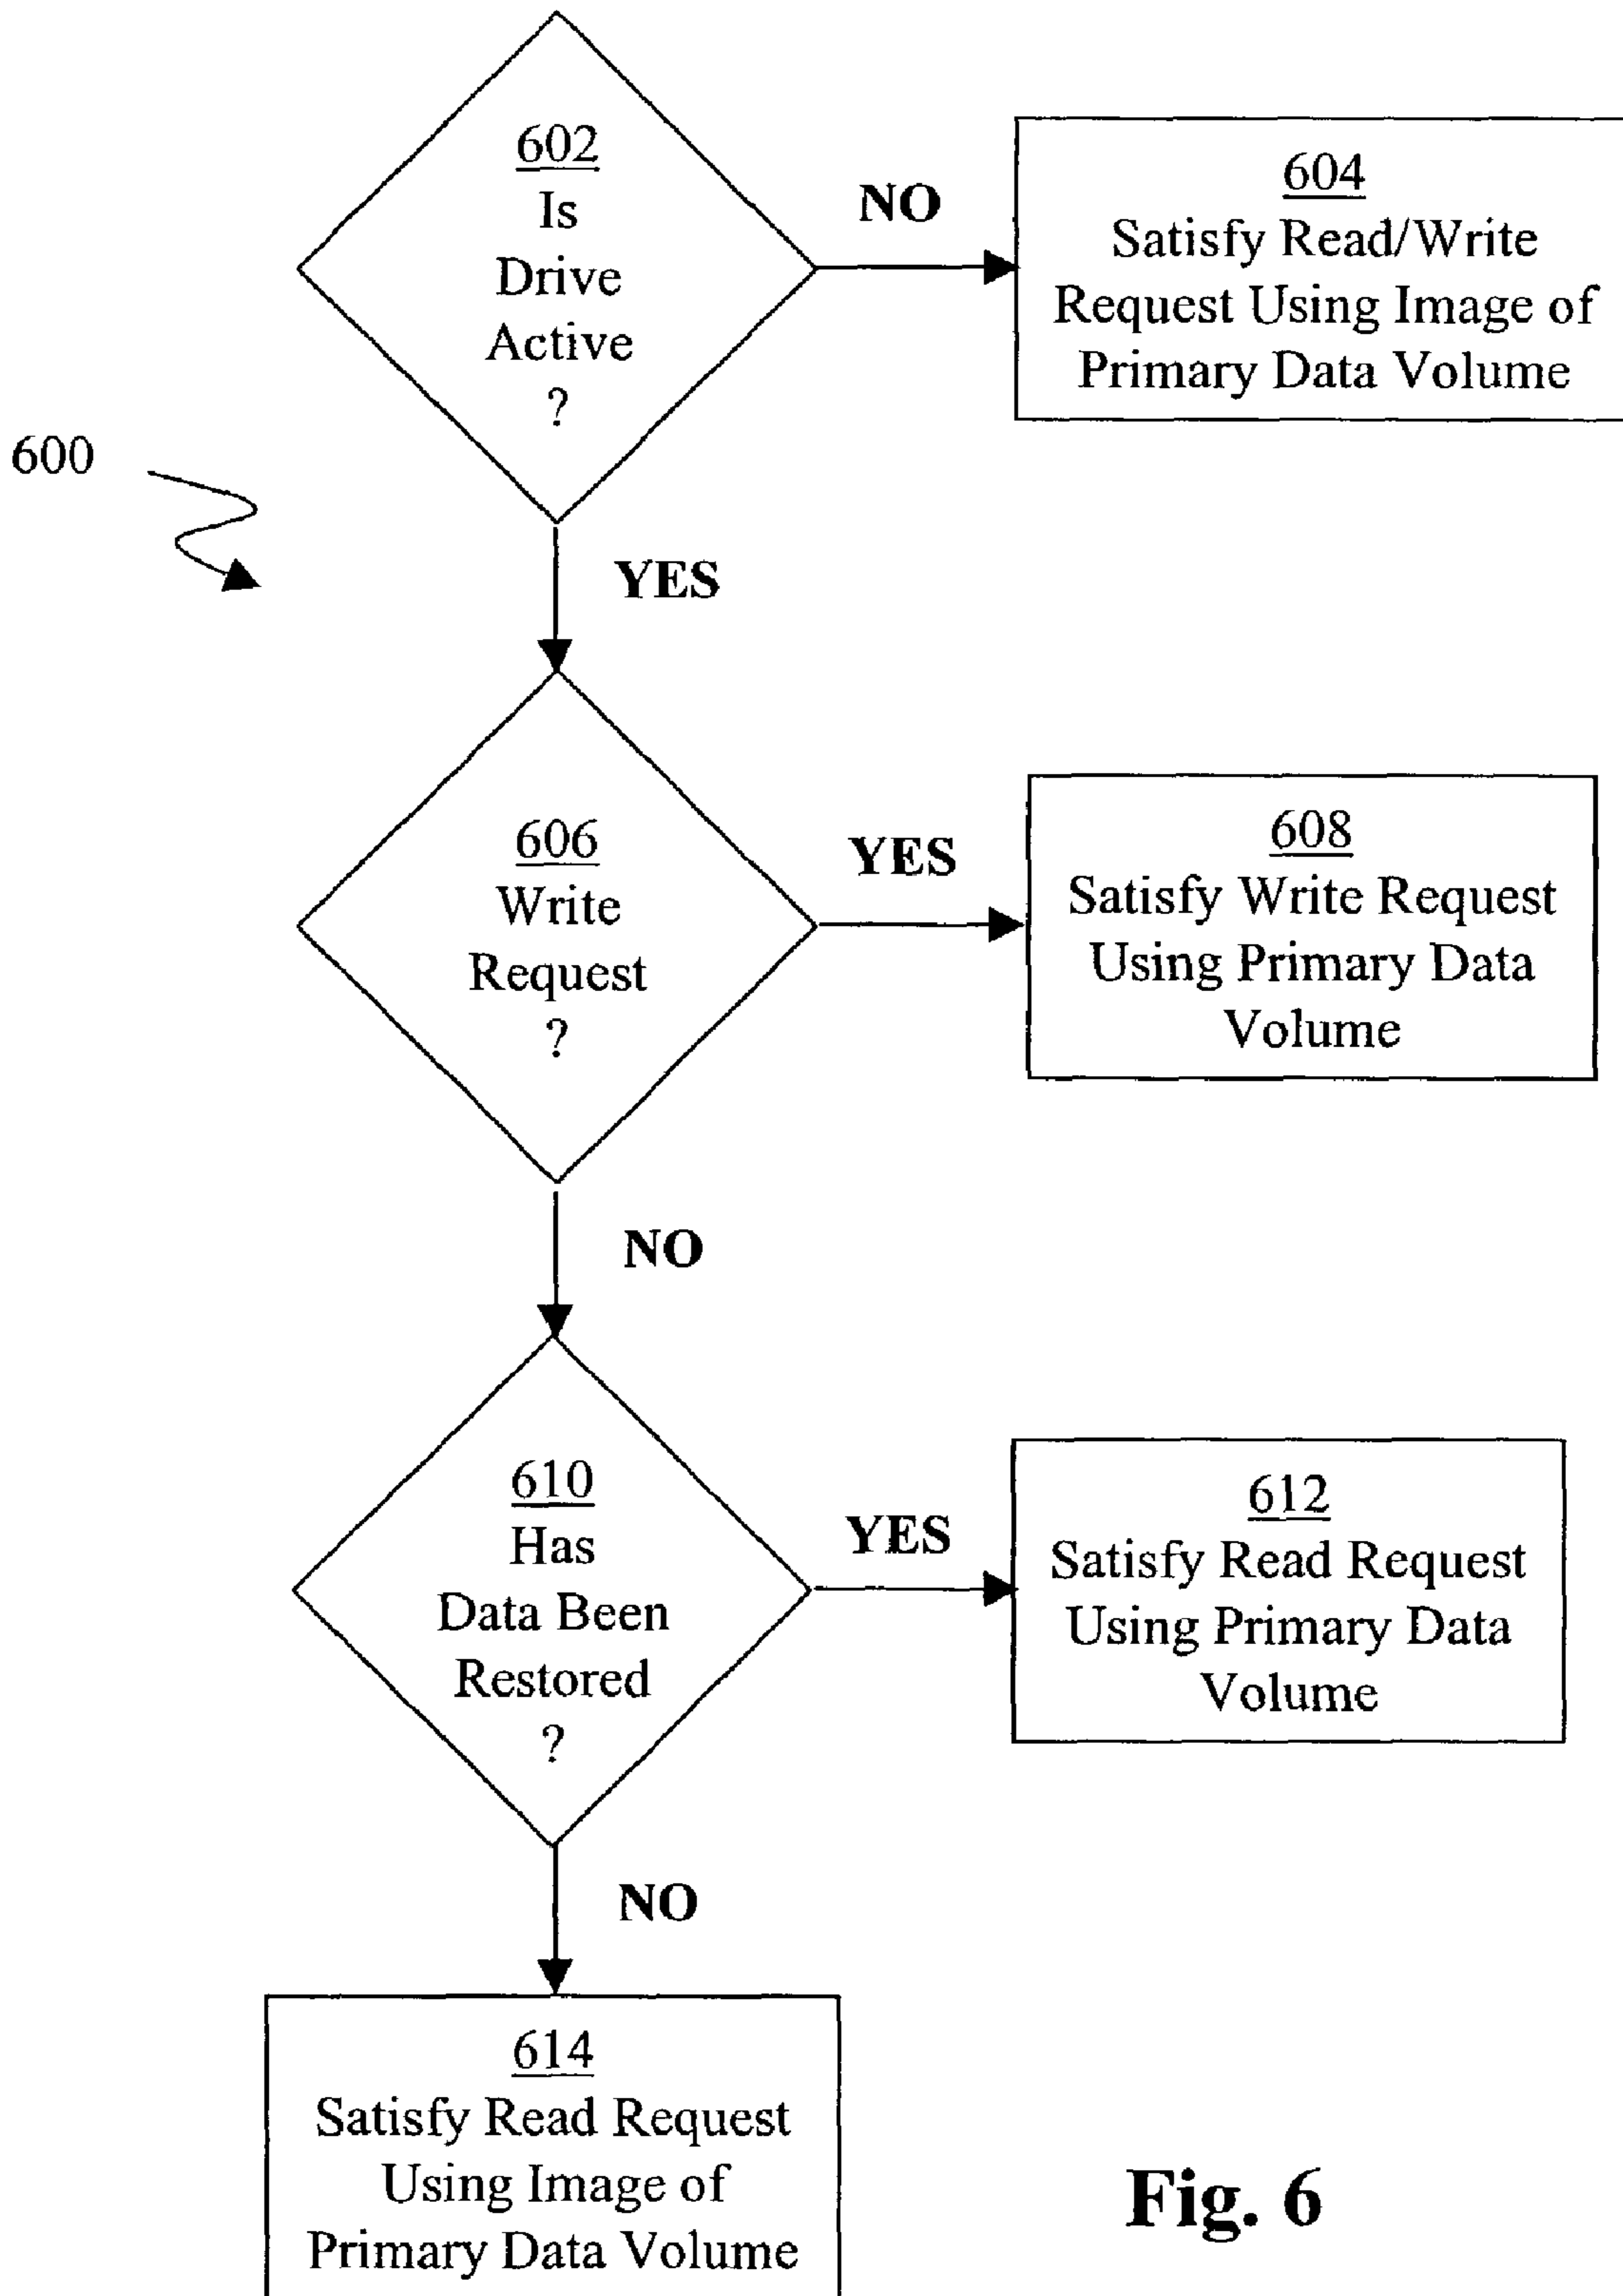 602
Is
Drive
Active
?
NO
604
Satisfy Read/Write
Request Using Image of
Primary Data Volume
600
YES
606
Write
Request
?
YES
608
Satisfy Write Request
Using Primary Data
Volume
NO
610
Has
Data Been
Restored
?
YES
612
Satisfy Read Request
Using Primary Data
Volume
NO
614
Satisfy Read Request
Using Image of
Primary Data Volume
Fig. 6